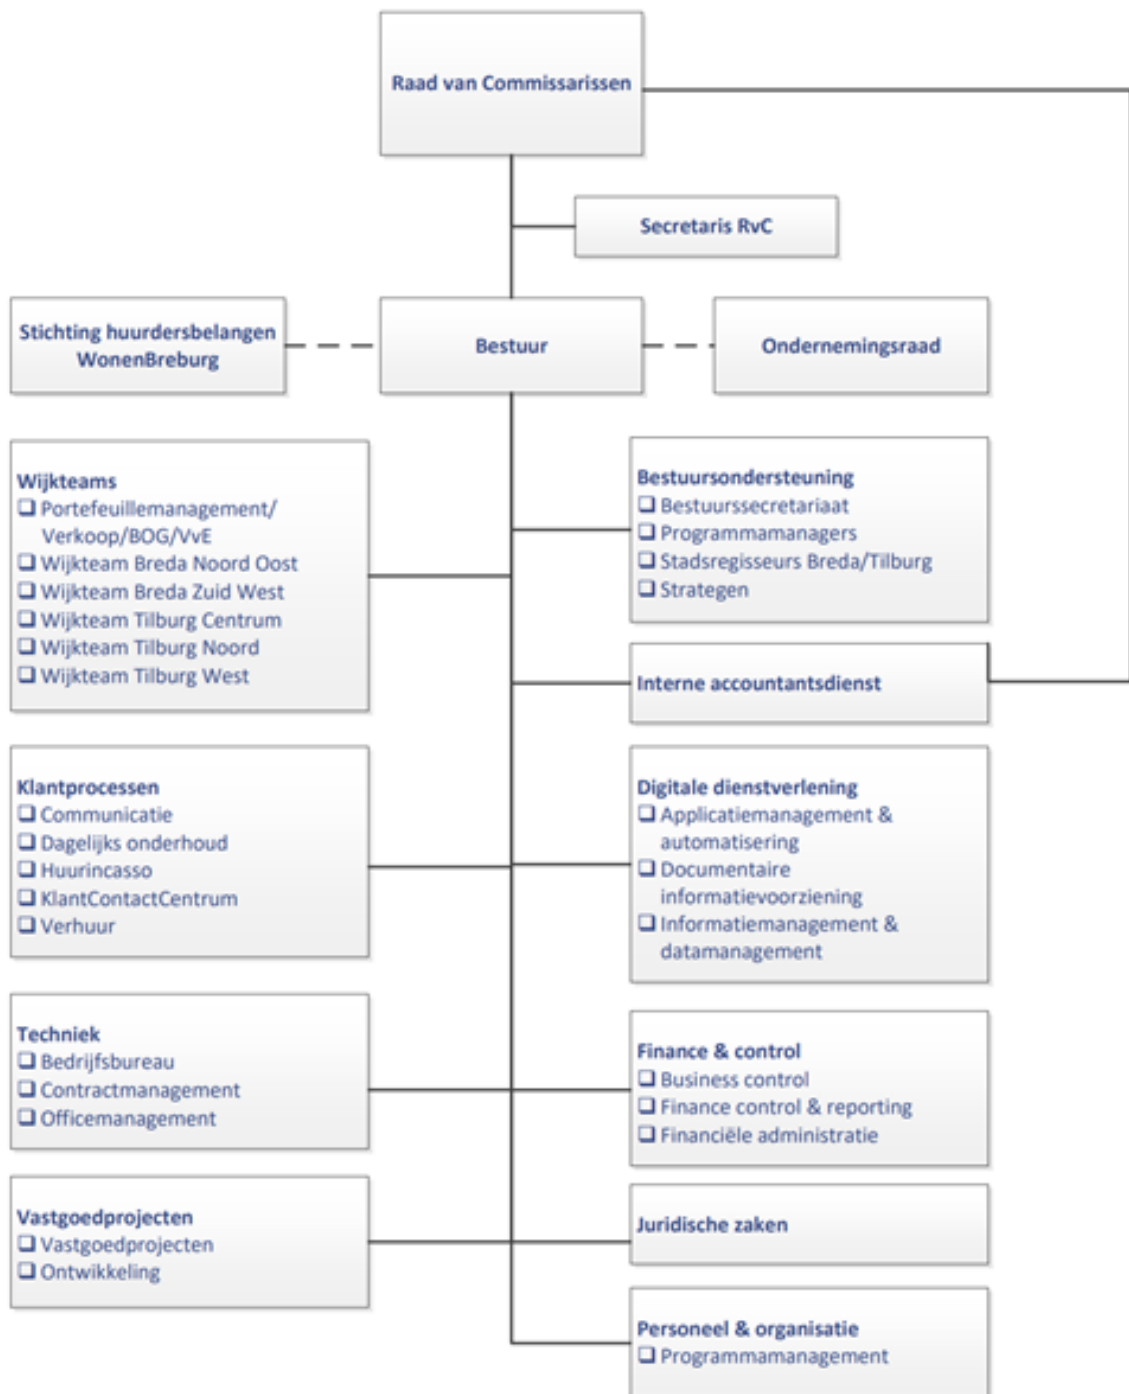 Raad van Commissarissen
Secretaris RvC
Stichting huurdersbelangen
WonenBreburg
Bestuur
Ondernemingsraad
Wijkteams
❑ Portefeuillemanagement/
Verkoop/BOG/VvE
❑ Wijkteam Breda Noord Oost
❑ Wijkteam Breda Zuid West
❑ Wijkteam Tilburg Centrum
❑ Wijkteam Tilburg Noord
❑ Wijkteam Tilburg West
Bestuursondersteuning
❑ Bestuurssecretariaat
❑ Programmamanagers
❑ Stadsregisseurs Breda/Tilburg
❑ Strategen
Interne accountantsdienst
Klantprocessen
❑ Communicatie
❑ Dagelijks onderhoud
❑ Huurincasso
❑ KlantContactCentrum
❑ Verhuur
Digitale dienstverlening
❑ Applicatiemanagement &
automatisering
❑ Documentaire
informatievoorziening
❑ Informatiemanagement &
datamanagement
Techniek
❑ Bedrijfsbureau
❑ Contractmanagement
❑ Officemanagement
Finance & control
❑ Business control
❑ Finance control & reporting
❑ Financiële administratie
Vastgoedprojecten
❑ Vastgoedprojecten
❑ Ontwikkeling
Juridische zaken
Personeel & organisatie
❑ Programmamanagement